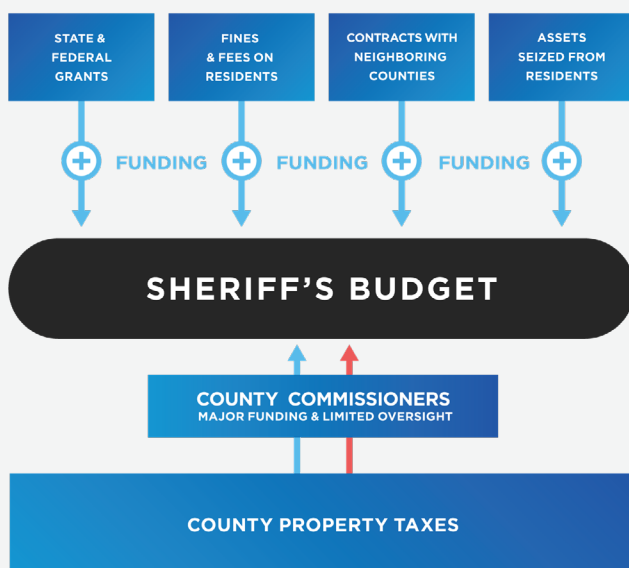 STATE &
FEDERAL
GRANTS
FINES
& FEES ON
RESIDENTS
CONTRACTS WITH
NEIGHBORING
COUNTIES
ASSETS
SEIZED FROM
RESIDENTS
FUNDING
FUNDING
FUNDING
SHERIFF'S BUDGET
COUNTY COMMISSIONERS
MAJOR FUNDING & LIMITED OVERSIGHT
COUNTY PROPERTY TAXES